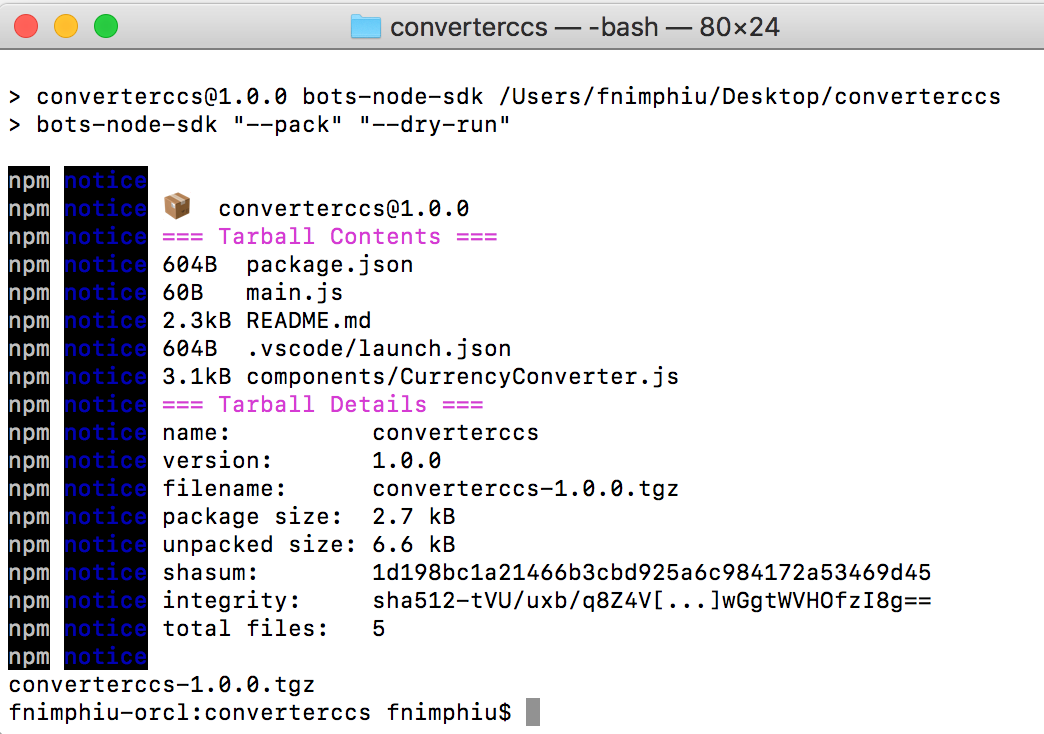 converterccs — -bash — 80×24
> converterccs@1.0.0 bots-node-sdk /Users/fnimphiu/Desktop/converterccs
> bots-node-sdk "--pack" "--dry-run"
npm notice
npm notice 📦  converterccs@1.0.0
npm notice === Tarball Contents ===
npm notice 604B  package.json
npm notice 60B   main.js
npm notice 2.3kB README.md
npm notice 604B  .vscode/launch.json
npm notice 3.1kB components/CurrencyConverter.js
npm notice === Tarball Details ===
npm notice name:          converterccs
npm notice version:       1.0.0
npm notice filename:      converterccs-1.0.0.tgz
npm notice package size:  2.7 kB
npm notice unpacked size: 6.6 kB
npm notice shasum:        1d198bc1a21466b3cbd925a6c984172a53469d45
npm notice integrity:     sha512-tVU/uxb/q8Z4V[...]wGgtWVHOfzI8g==
npm notice total files:   5
npm notice
converterccs-1.0.0.tgz
fnimphiu-orcl:converterccs fnimphiu$